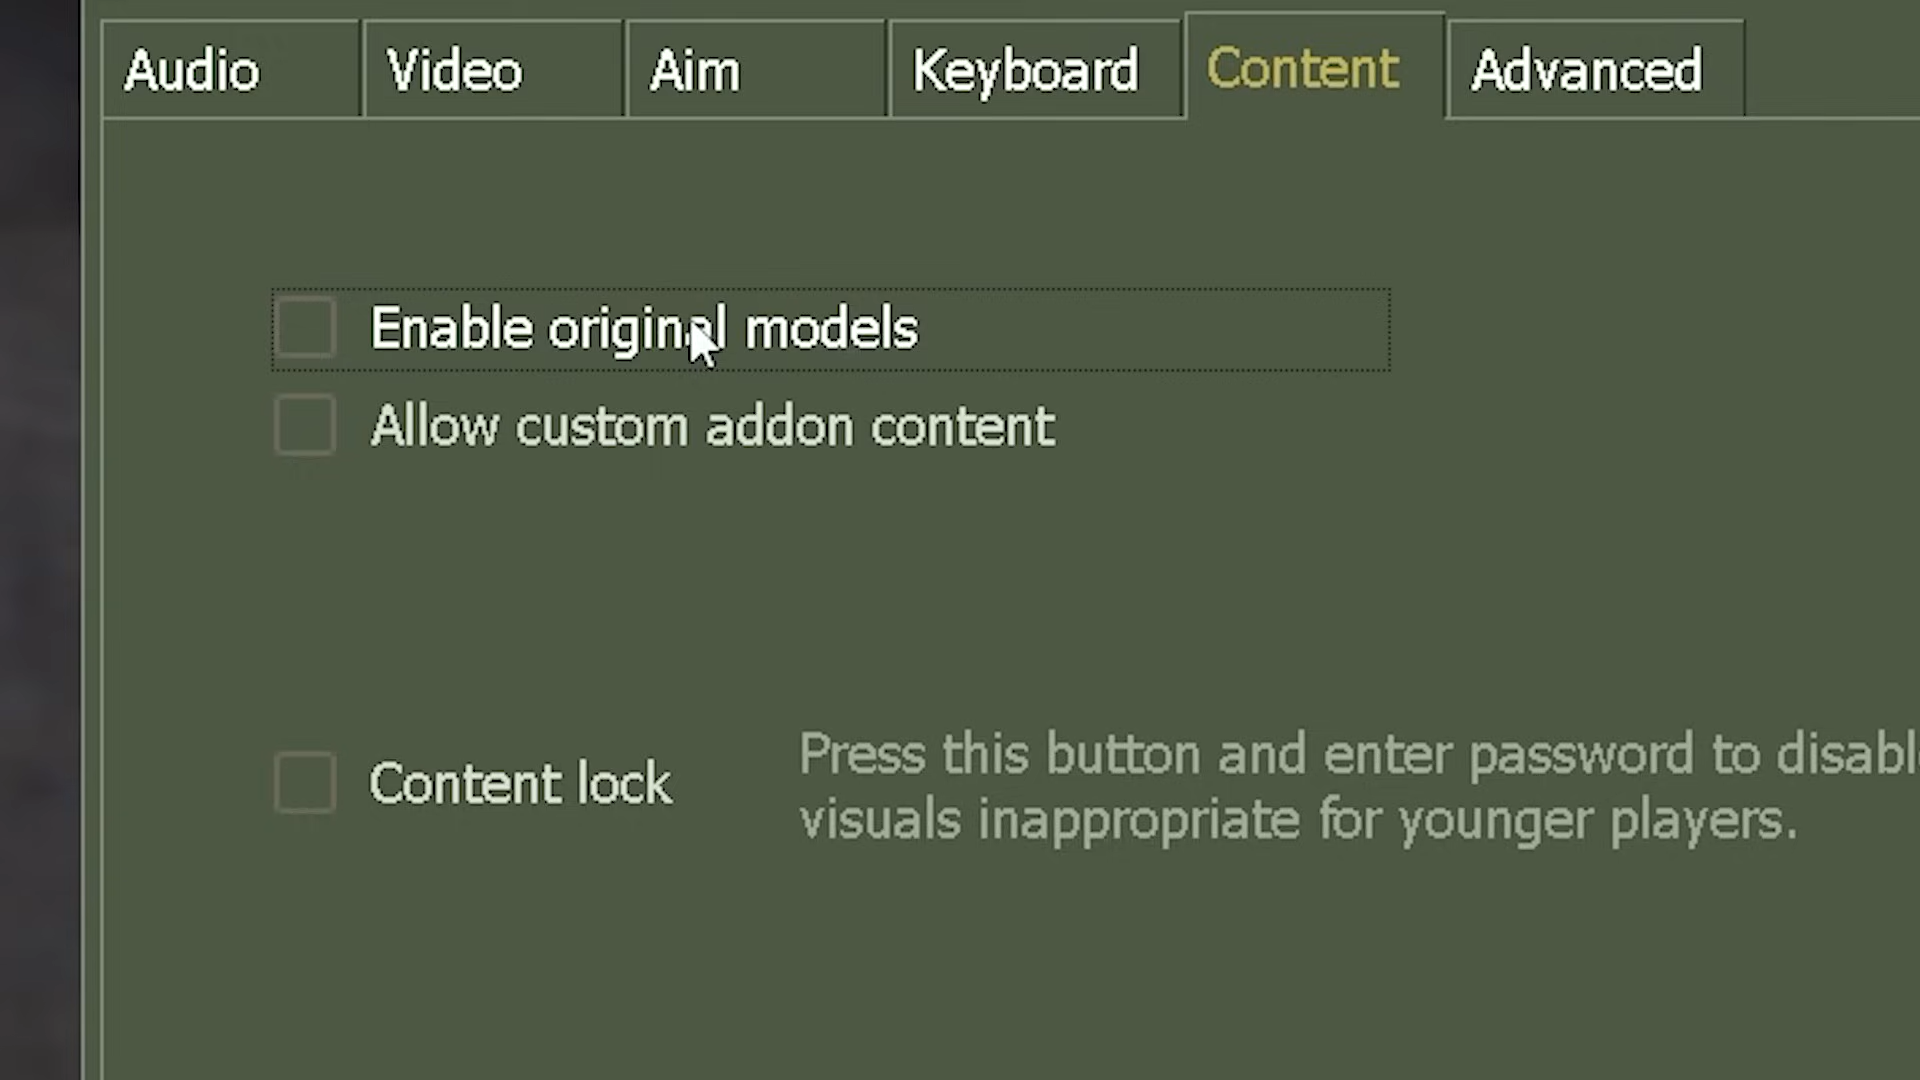 Audio Video Aim Keyboard Content Advanced
Enable original models
Allow custom addon content
Content lock
Press this button and enter password to disabl
visuals inappropriate for younger players.